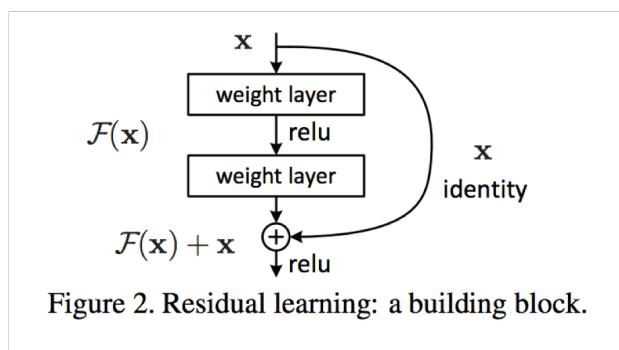 x
weight layer
F(x)
relu
weight layer
x
identity
F(x) + x
relu
Figure 2. Residual learning: a building block.